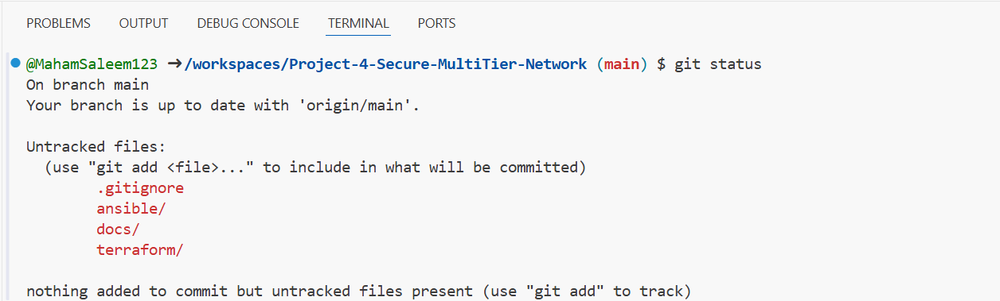 PROBLEMS OUTPUT DEBUG CONSOLE TERMINAL PORTS
@MahamSaleem123 ➜/workspaces/Project-4-Secure-MultiTier-Network (main) $ git status
On branch main
Your branch is up to date with 'origin/main'.
Untracked files:
(use "git add <file>..." to include in what will be committed)
.gitignore
ansible/
docs/
terraform/
nothing added to commit but untracked files present (use "git add" to track)